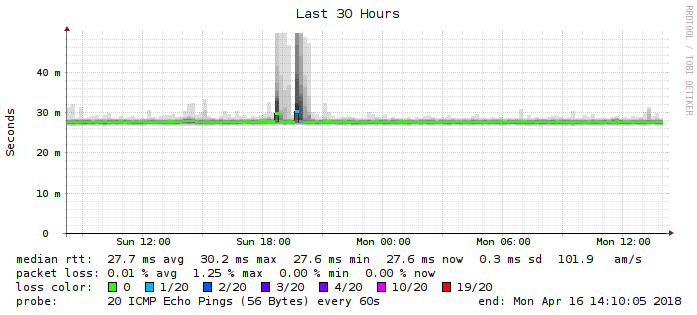 Last 30 Hours
RRDTOOL / TOBI OETIKER
Seconds
40 m
30 m
20 m
10 m
0
Sun 12:00 Sun 18:00 Mon 00:00 Mon 06:00 Mon 12:00
median rtt: 27.7 ms avg 30.2 ms max 27.6 ms min 27.6 ms now 0.3 ms sd 101.9 am/s
packet loss: 0.01 % avg 1.25 % max 0.00 % min 0.00 % now
loss color: 0 1/20 2/20 3/20 4/20 10/20 19/20
probe: 20 ICMP Echo Pings (56 Bytes) every 60s end: Mon Apr 16 14:10:05 2018